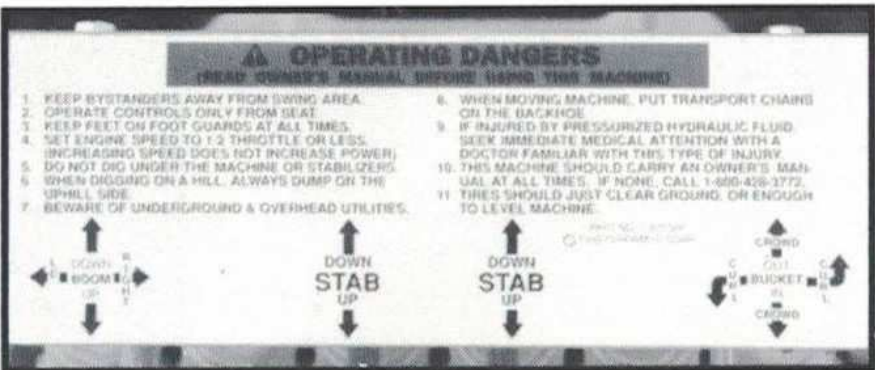 OPERATING DANGERS
(READ OWNER'S MANUAL BEFORE USING THIS MACHINE)
1. KEEP BYSTANDERS AWAY FROM SWING AREA.
2. OPERATE CONTROLS ONLY FROM SEAT.
3. KEEP FEET ON FOOT GUARDS AT ALL TIMES.
4. SET ENGINE SPEED TO 1-2 THROTTLE OR LESS.
(INCREASING SPEED DOES NOT INCREASE POWER)
5. DO NOT DIG UNDER THE MACHINE OR STABILIZERS.
6. WHEN DIGGING ON A HILL, ALWAYS DUMP ON THE
UPHILL SIDE.
7. BEWARE OF UNDERGROUND & OVERHEAD UTILITIES.
8. WHEN MOVING MACHINE, PUT TRANSPORT CHAINS
ON THE BACKHOE.
9. IF INJURED BY PRESSURIZED HYDRAULIC FLUID,
SEEK IMMEDIATE MEDICAL ATTENTION WITH A
DOCTOR FAMILIAR WITH THIS TYPE OF INJURY.
10. THIS MACHINE SHOULD CARRY AN OWNER'S MAN-
UAL AT ALL TIMES. IF NONE, CALL 1-800-428-3772.
11. TIRES SHOULD JUST CLEAR GROUND, OR ENOUGH
TO LEVEL MACHINE.
DOWN
BOOM
UP
RIGHT
DOWN
STAB
UP
DOWN
STAB
UP
CROWD
OUT
CURL
BUCKET
CURL
IN
CROWD